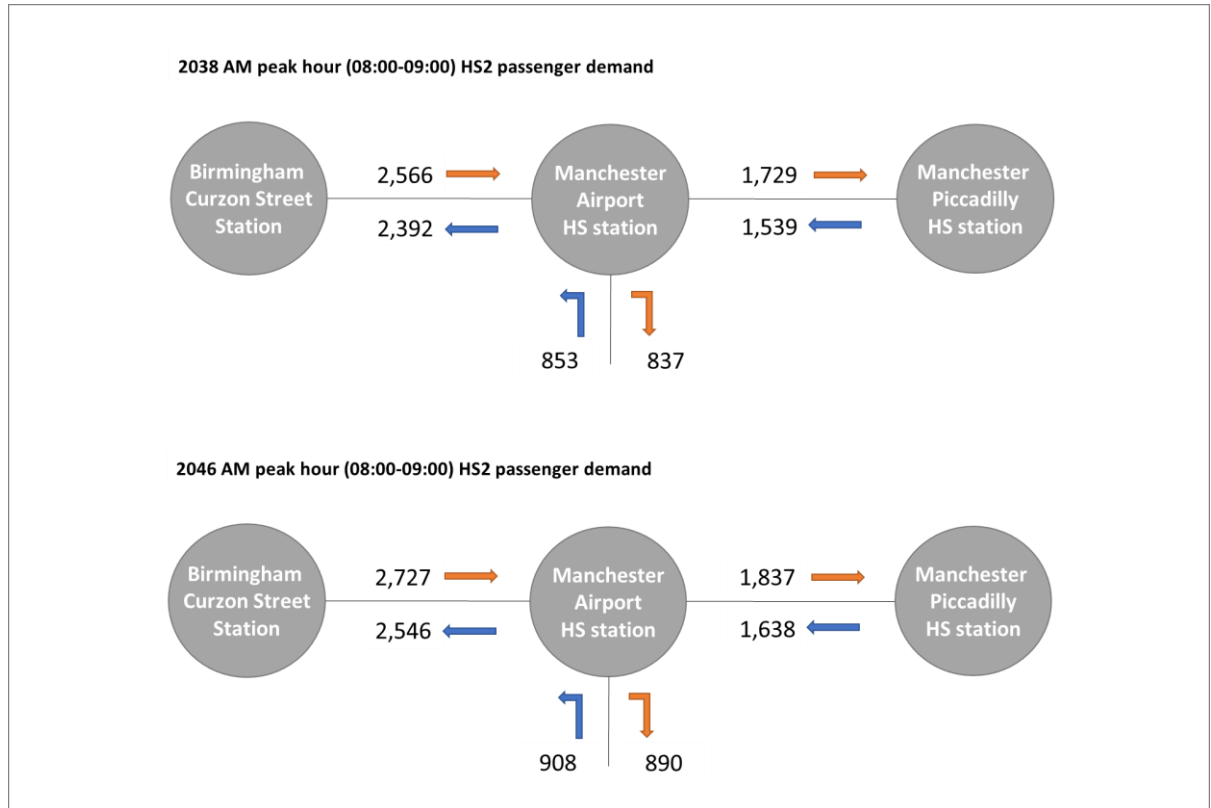 2038 AM peak hour (08:00-09:00) HS2 passenger demand
Birmingham
Curzon Street
Station
2,566
2,392
Manchester
Airport
HS station
1,729
1,539
Manchester
Piccadilly
HS station
853
837
2046 AM peak hour (08:00-09:00) HS2 passenger demand
Birmingham
Curzon Street
Station
2,727
2,546
Manchester
Airport
HS station
1,837
1,638
Manchester
Piccadilly
HS station
908
890